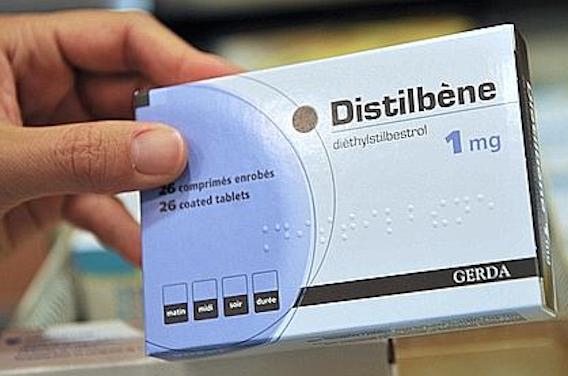 Distilbène
diéthylstilbestrol
1 mg
26 comprimés enrobés
26 coated tablets
matin midi soir durée
GERDA